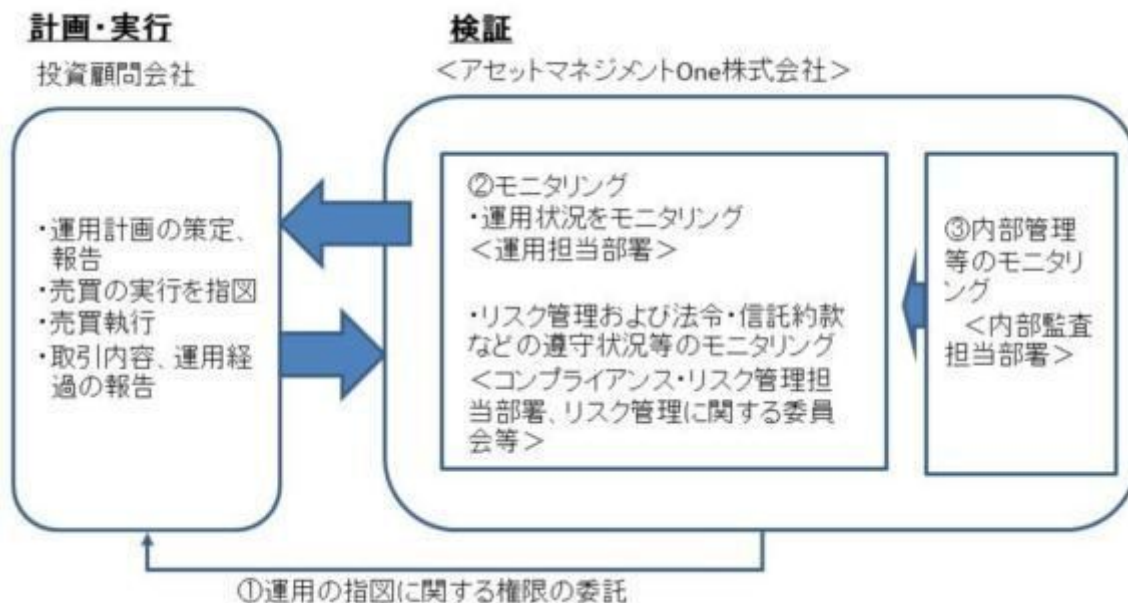 計画・実行
投資顧問会社
・運用計画の策定、
報告
・売買の実行を指図
・売買執行
・取引内容、運用経
過の報告
検証
＜アセットマネジメントOne株式会社＞
②モニタリング
・運用状況をモニタリング
＜運用担当部署＞
・リスク管理および法令・信託約款
などの遵守状況等のモニタリング
＜コンプライアンス・リスク管理担
当部署、リスク管理に関する委員
会等＞
③内部管理
等のモニタリ
ング
＜内部監査
担当部署＞
①運用の指図に関する権限の委託